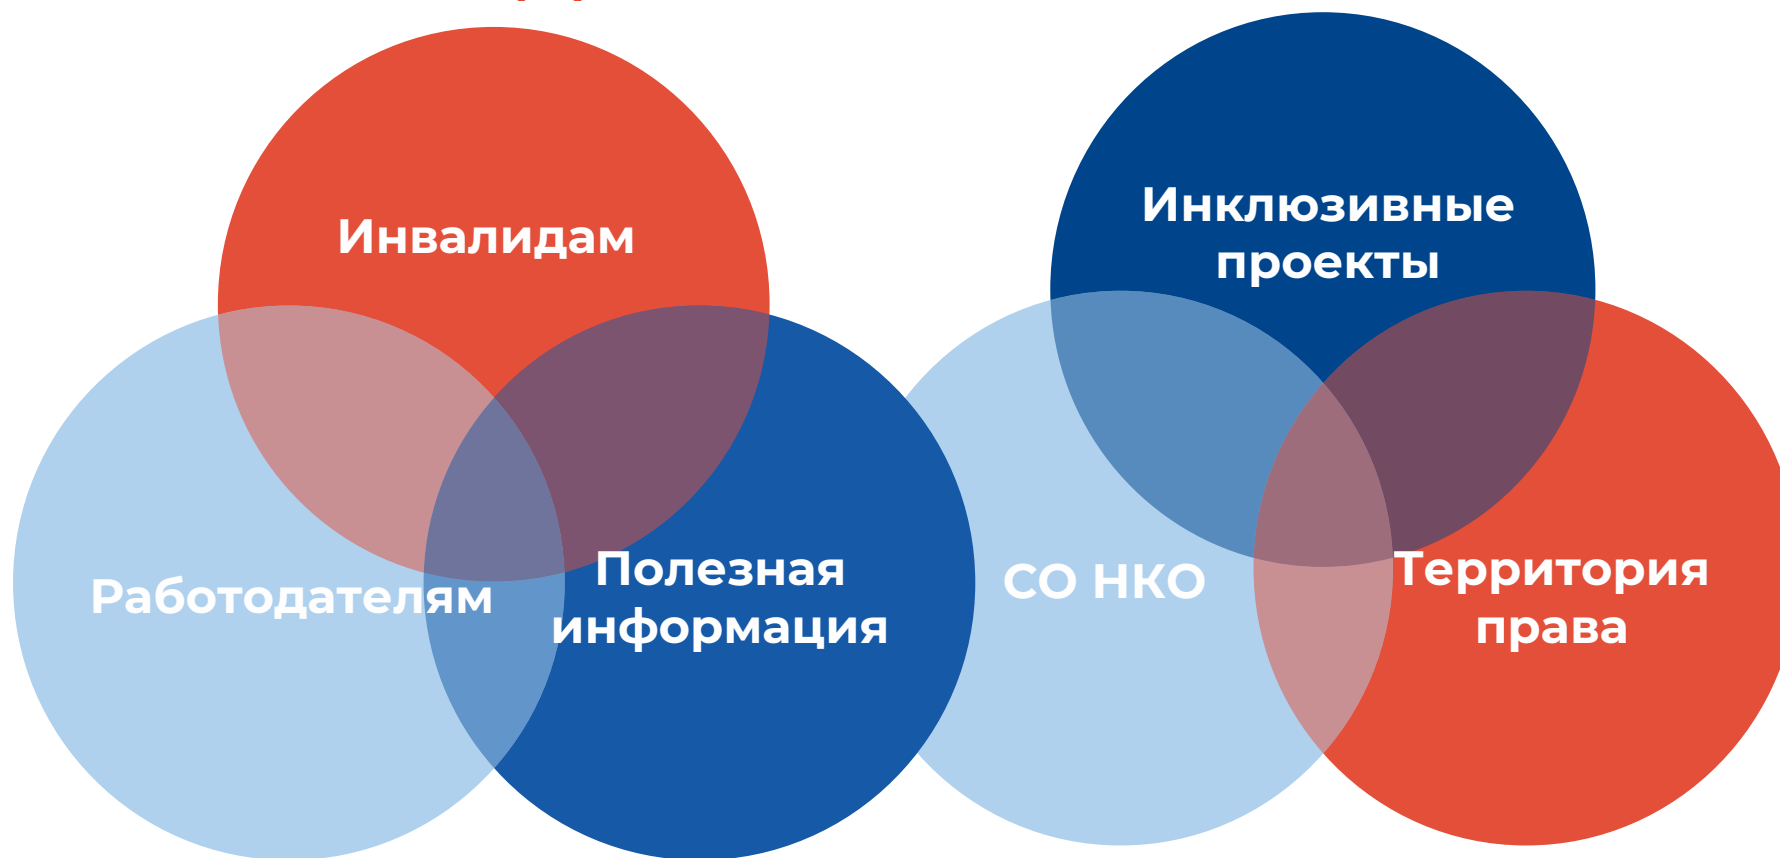 Инвалидам
Инклюзивные
проекты
Работодателям
Полезная
информация
СО НКО
Территория
права